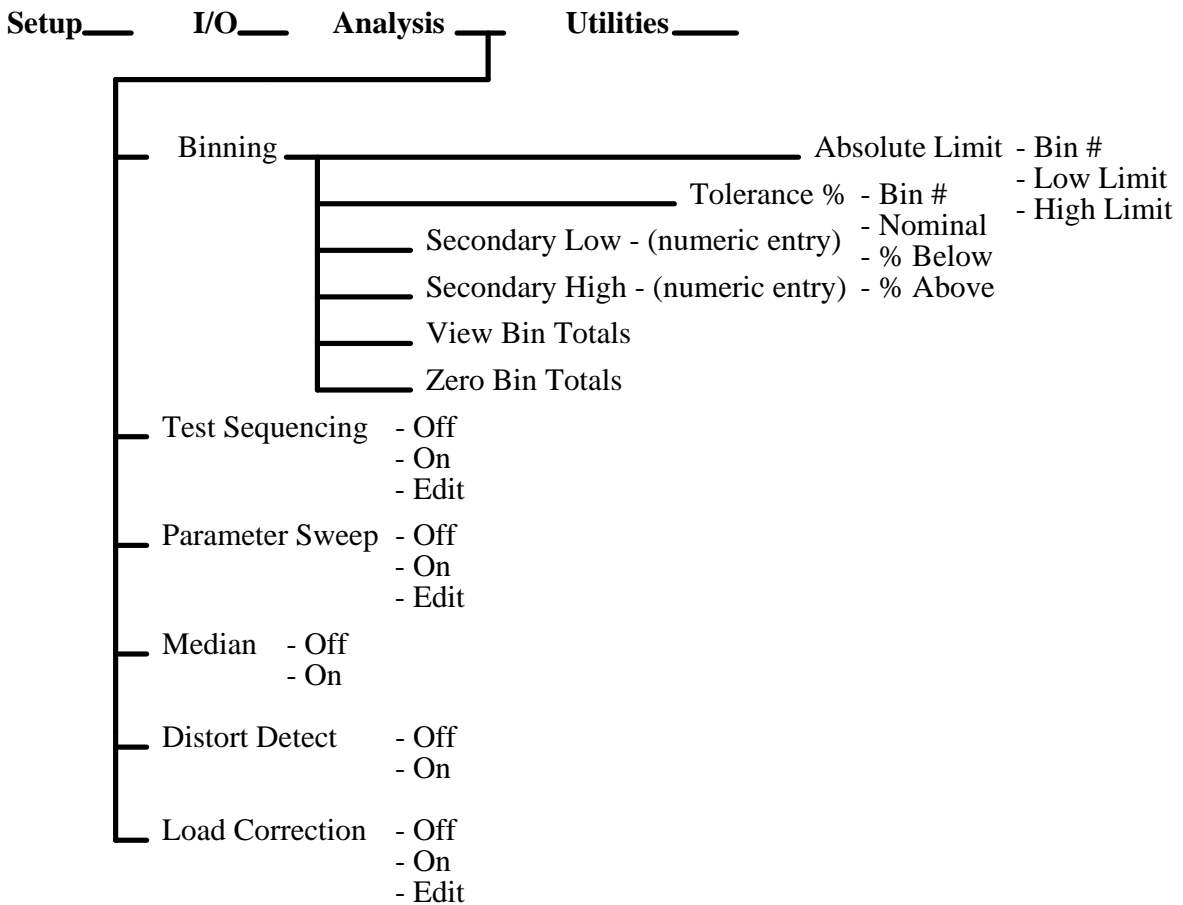 Setup I/O Analysis Utilities
Binning
Absolute Limit - Bin #
- Low Limit
- High Limit
Tolerance % - Bin #
- Nominal
- % Below
- % Above
Secondary Low - (numeric entry)
Secondary High - (numeric entry)
View Bin Totals
Zero Bin Totals
Test Sequencing - Off
- On
- Edit
Parameter Sweep - Off
- On
- Edit
Median - Off
- On
Distort Detect - Off
- On
Load Correction - Off
- On
- Edit